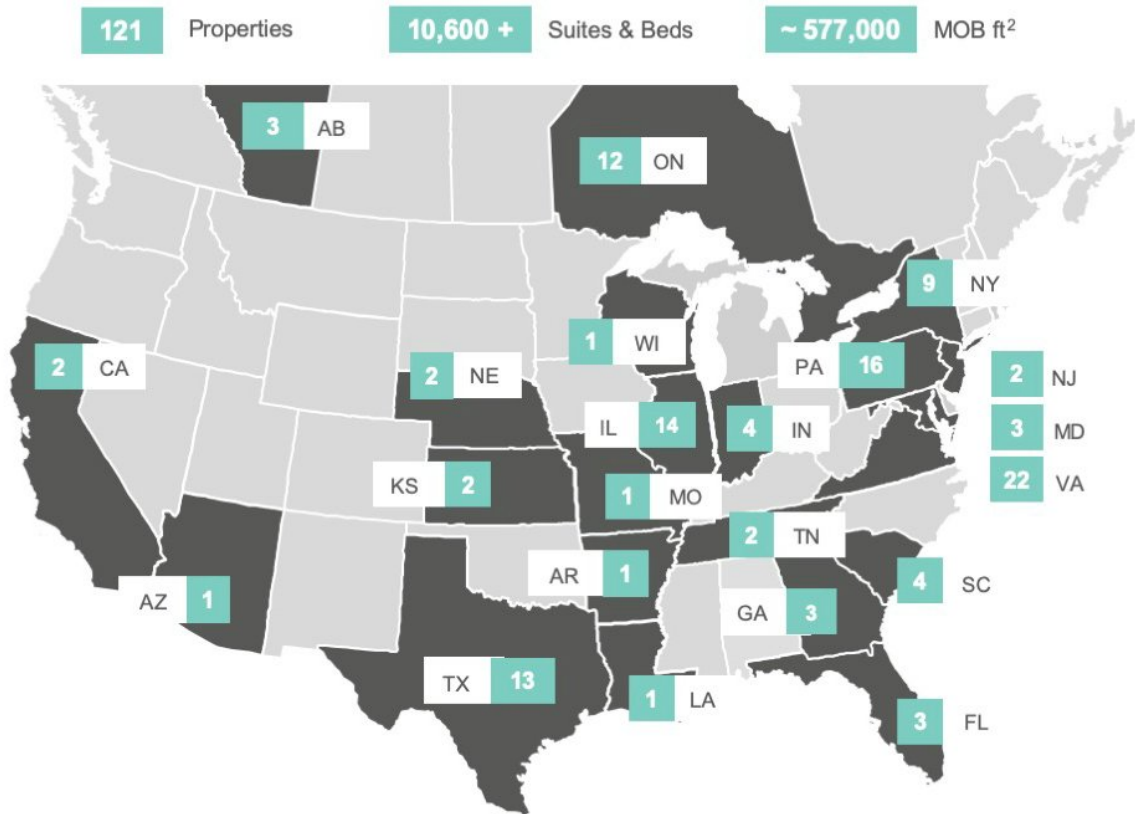 121 Properties 10,600 + Suites & Beds ~ 577,000 MOB ft²
3 AB
12 ON
9 NY
1 WI
2 CA
2 NE
PA 16
2 NJ
IL 14
4 IN
3 MD
KS 2
1 MO
22 VA
2 TN
AR 1
4 SC
AZ 1
GA 3
TX 13
1 LA
3 FL